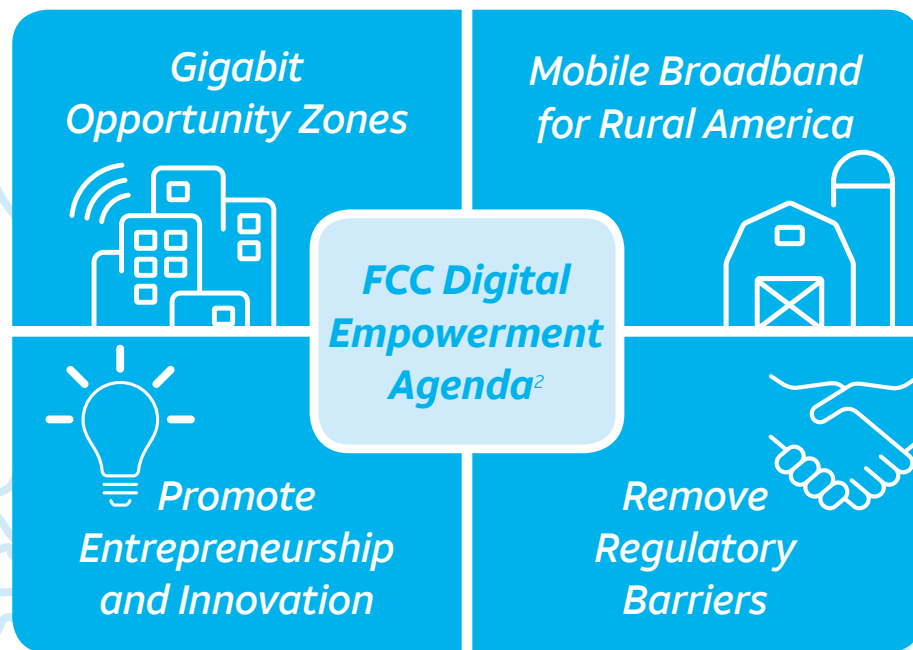 Gigabit
Opportunity Zones
Mobile Broadband
for Rural America
FCC Digital
Empowerment
Agenda2
Promote
Entrepreneurship
and Innovation
Remove
Regulatory
Barriers